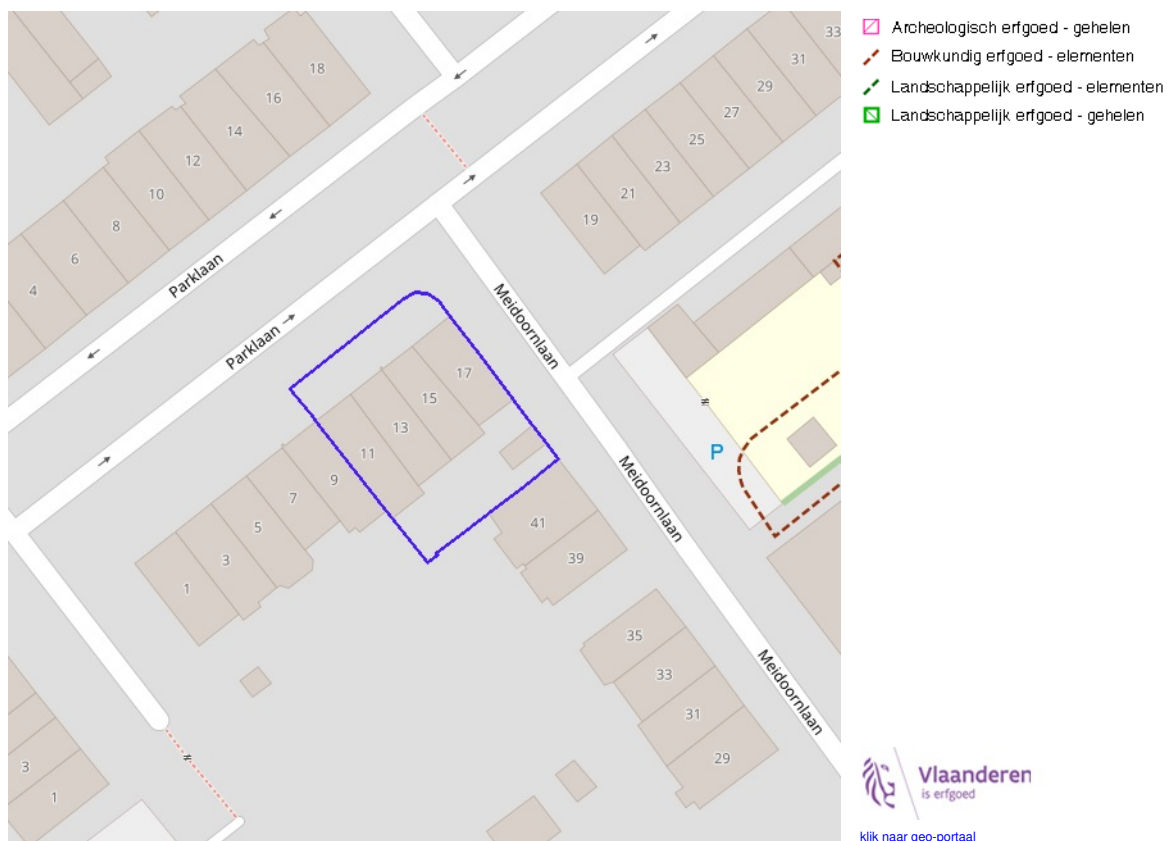 Archeologisch erfgoed - gehelen
Bouwkundig erfgoed - elementen
Landschappelijk erfgoed - elementen
Landschappelijk erfgoed - gehelen
18
16
14
12
10
8
6
4
33
31
29
27
25
23
21
19
Parklaan
Parklaan
Meidoornlaan
17
15
13
11
9
7
5
3
1
P
Meidoornlaan
41
39
35
33
31
29
Meidoornlaan
3
1
Vlaanderen
is erfgoed
klik naar geo-portaal